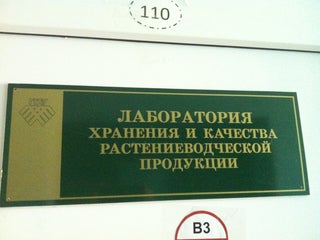 110
ЛАБОРАТОРИЯ
ХРАНЕНИЯ И КАЧЕСТВА
РАСТЕНИЕВОДЧЕСКОЙ
ПРОДУКЦИИ
В3